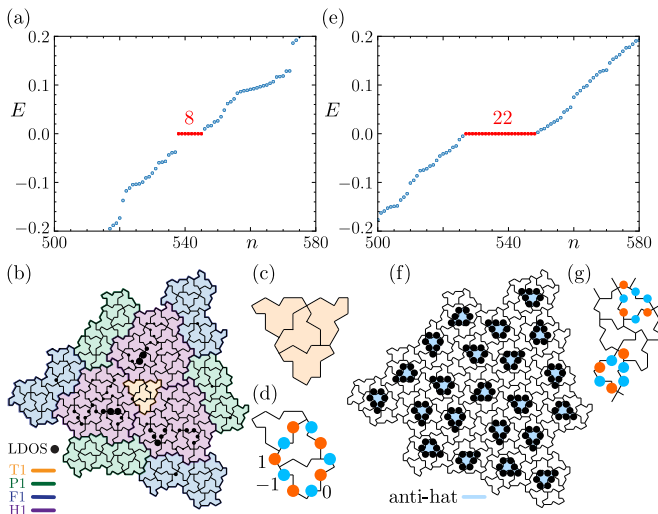 (a)
0.2
0.1
E
0.0
−0.1
−0.2
8
500
540
n
580
(e)
0.2
0.1
E
0.0
−0.1
−0.2
22
500
540
n
580
(b)
LDOS
T1
P1
F1
H1
(c)
(d)
1
−1
0
(f)
anti-hat
(g)